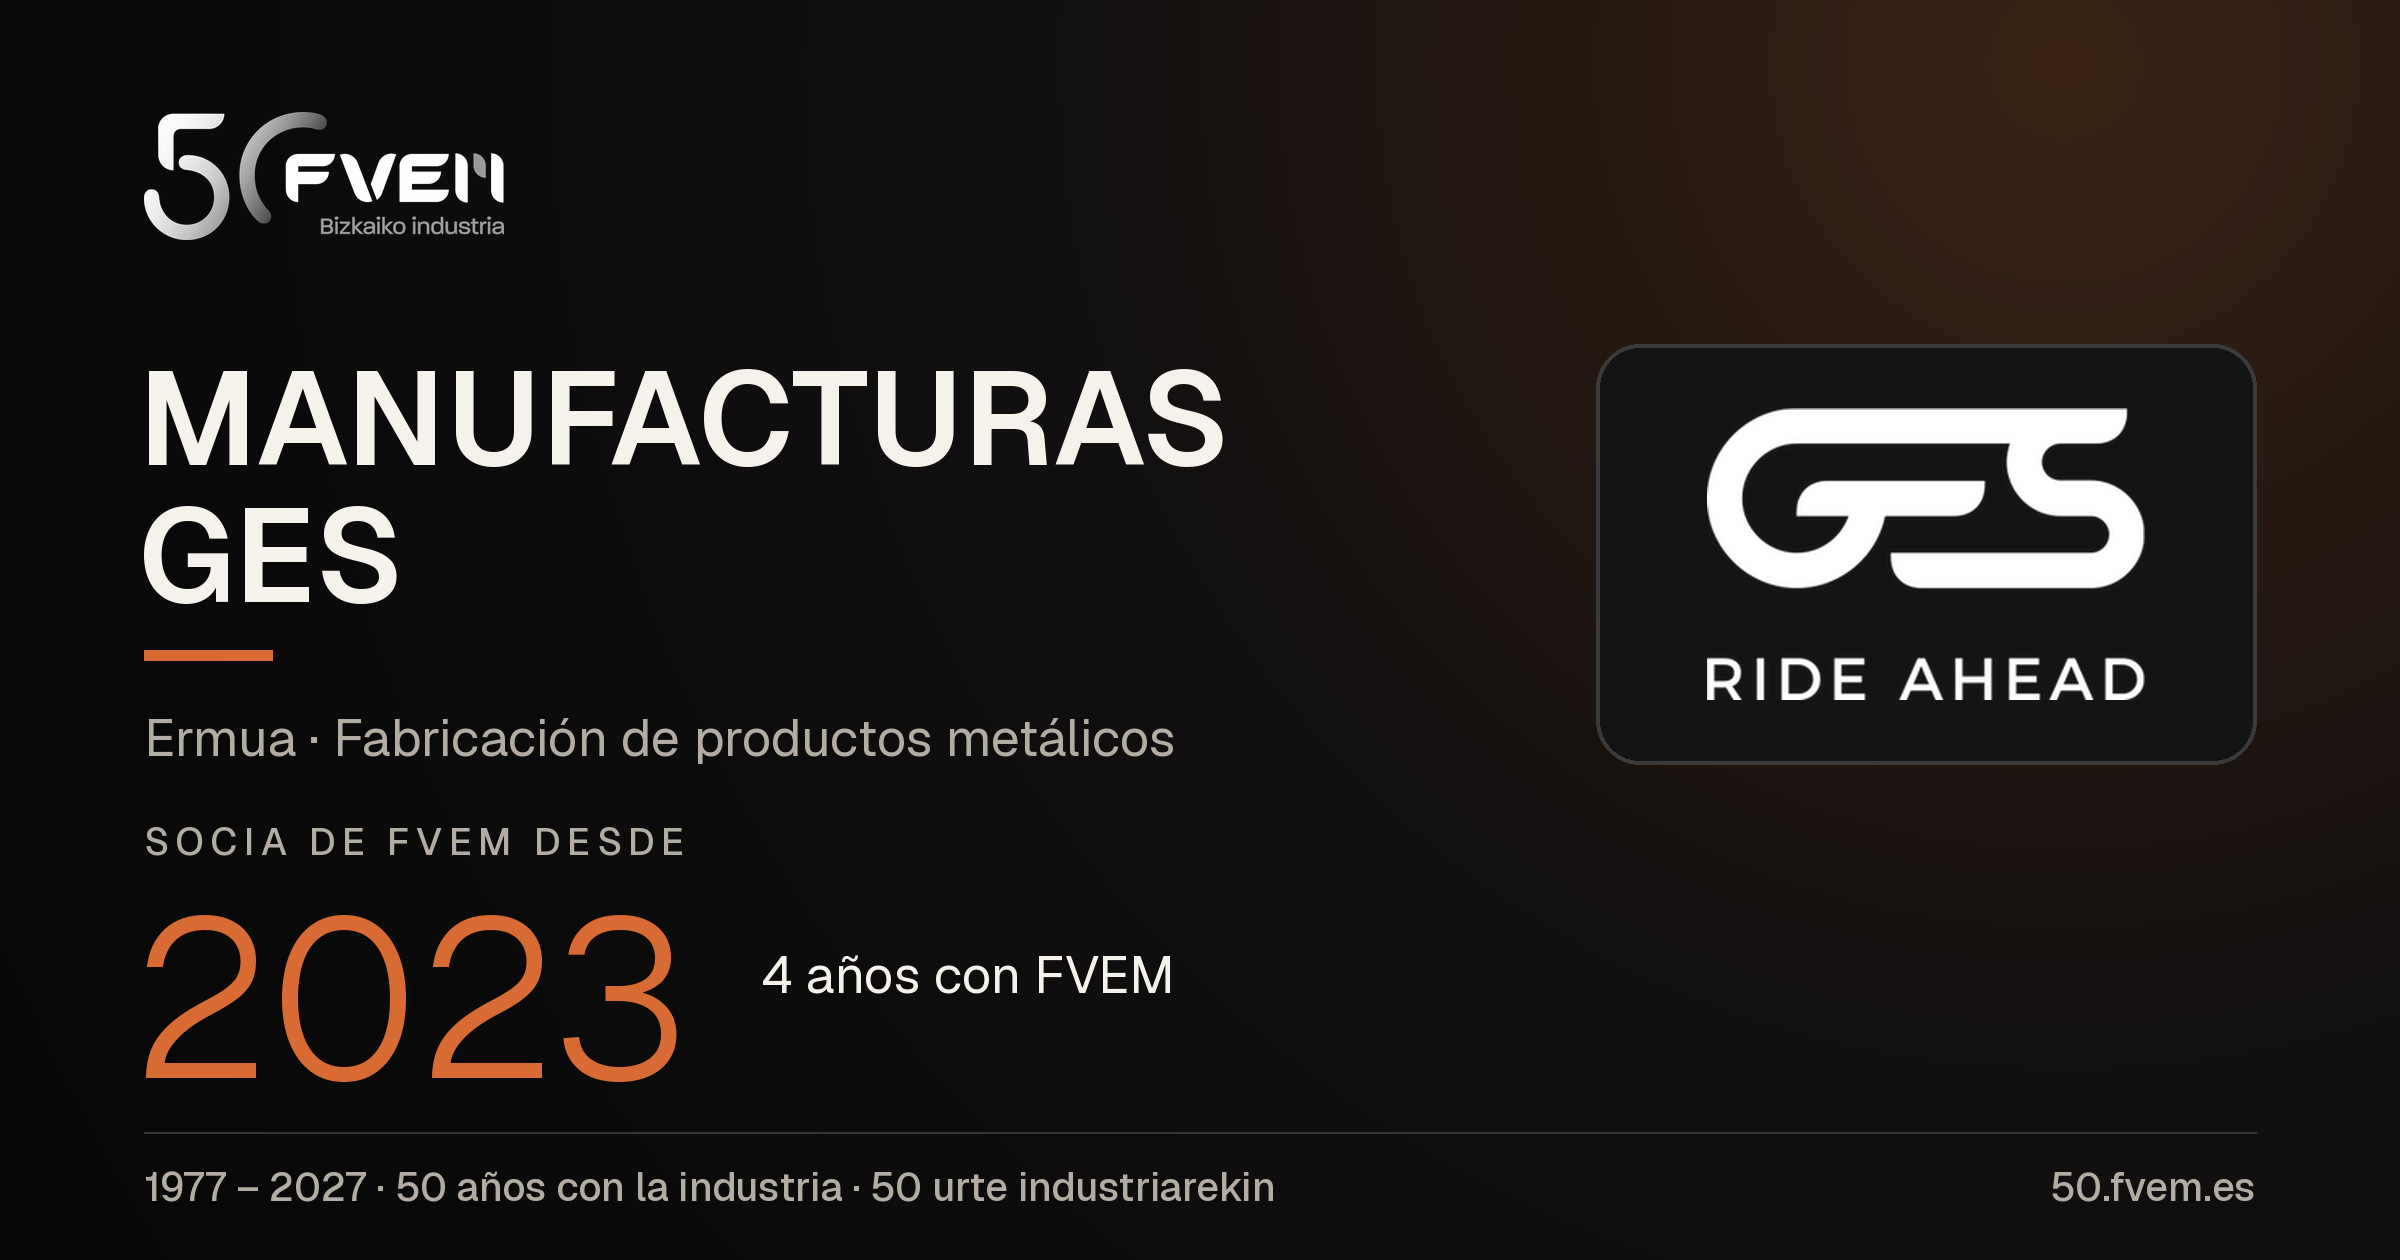 50 FVEM
Bizkaiko industria
MANUFACTURAS
GES
GES
RIDE AHEAD
Ermua · Fabricación de productos metálicos
SOCIA DE FVEM DESDE
2023
4 años con FVEM
1977 – 2027 · 50 años con la industria · 50 urte industriarekin
50.fvem.es